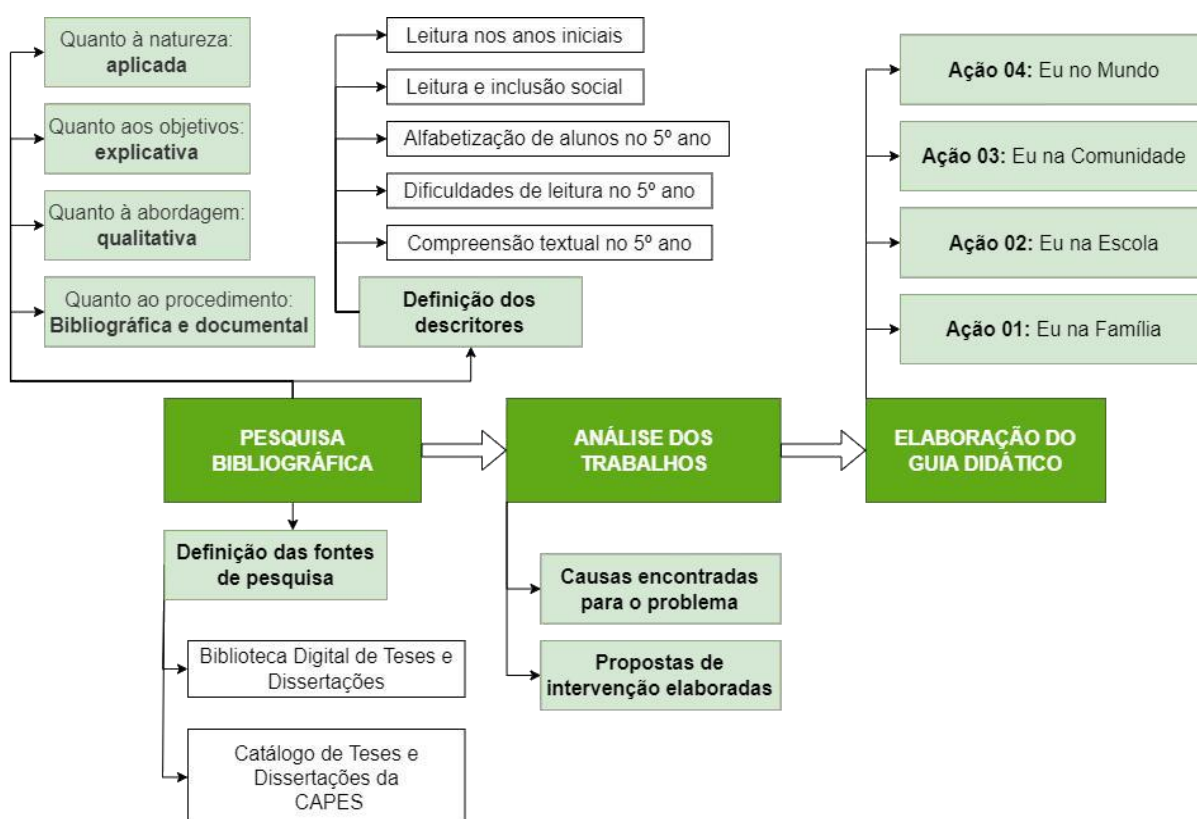 Quanto à natureza:
aplicada
Quanto aos objetivos:
explicativa
Quanto à abordagem:
qualitativa
Quanto ao procedimento:
Bibliográfica e documental
Leitura nos anos iniciais
Leitura e inclusão social
Alfabetização de alunos no 5º ano
Dificuldades de leitura no 5º ano
Compreensão textual no 5º ano
Definição dos
descritores
Ação 04: Eu no Mundo
Ação 03: Eu na Comunidade
Ação 02: Eu na Escola
Ação 01: Eu na Família
PESQUISA
BIBLIOGRÁFICA
ANÁLISE DOS
TRABALHOS
ELABORAÇÃO DO
GUIA DIDÁTICO
Definição das fontes
de pesquisa
Biblioteca Digital de Teses e
Dissertações
Catálogo de Teses e
Dissertações da
CAPES
Causas encontradas
para o problema
Propostas de
intervenção elaboradas